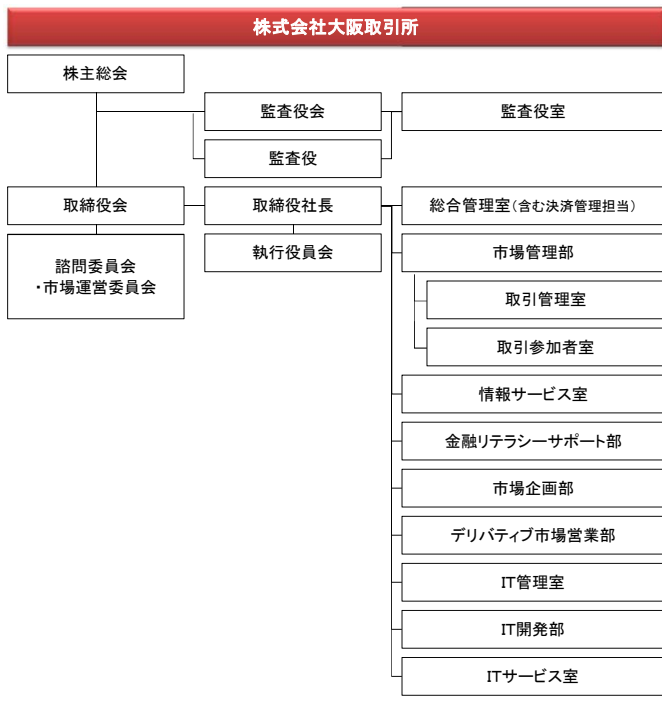 株式会社大阪取引所
株主総会
監査役会
監査役室
監査役
取締役会
取締役社長
総合管理室(含む決済管理担当)
諮問委員会
・市場運営委員会
執行役員会
市場管理部
取引管理室
取引参加者室
情報サービス室
金融リテラシーサポート部
市場企画部
デリバティブ市場営業部
IT管理室
IT開発部
ITサービス室